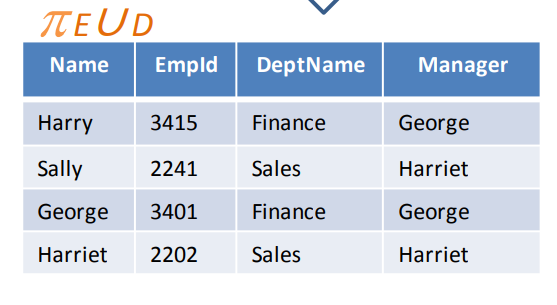 π E U D
Name EmpId DeptName Manager
Harry 3415 Finance George
Sally 2241 Sales Harriet
George 3401 Finance George
Harriet 2202 Sales Harriet